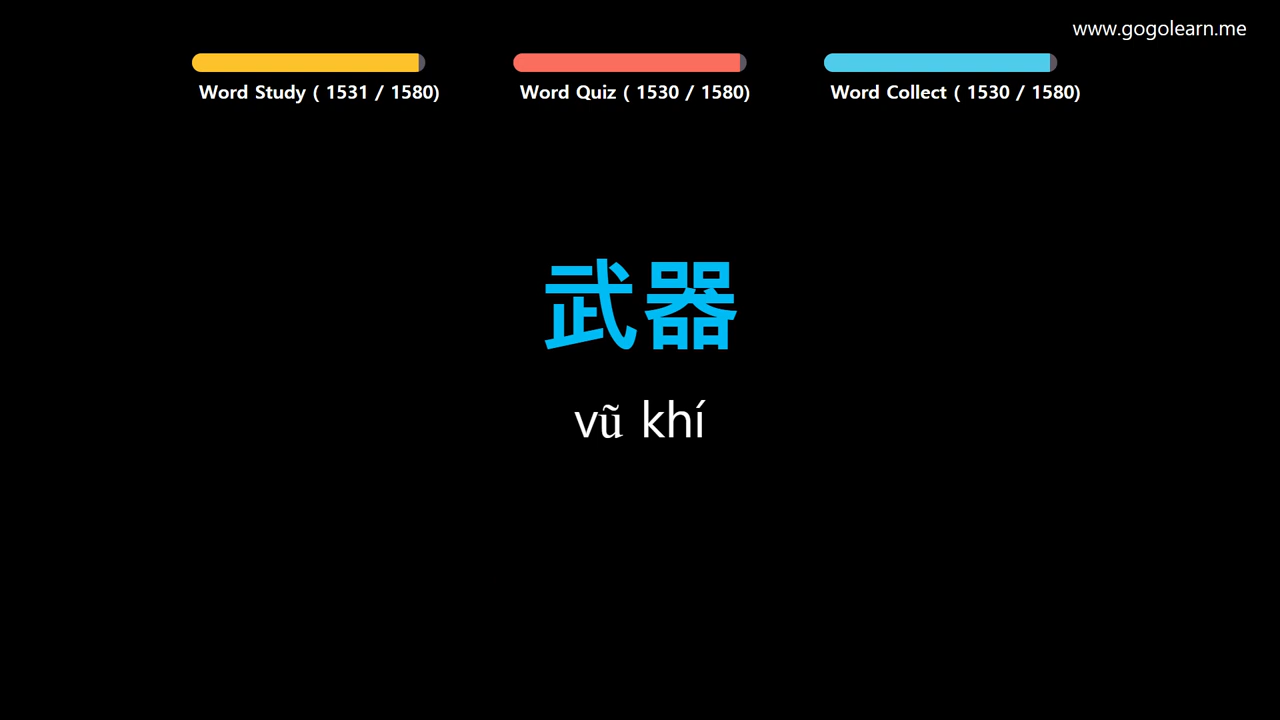 www.gogolearn.me
Word Study ( 1531 / 1580)
Word Quiz ( 1530 / 1580)
Word Collect ( 1530 / 1580)
武器
vũ khí